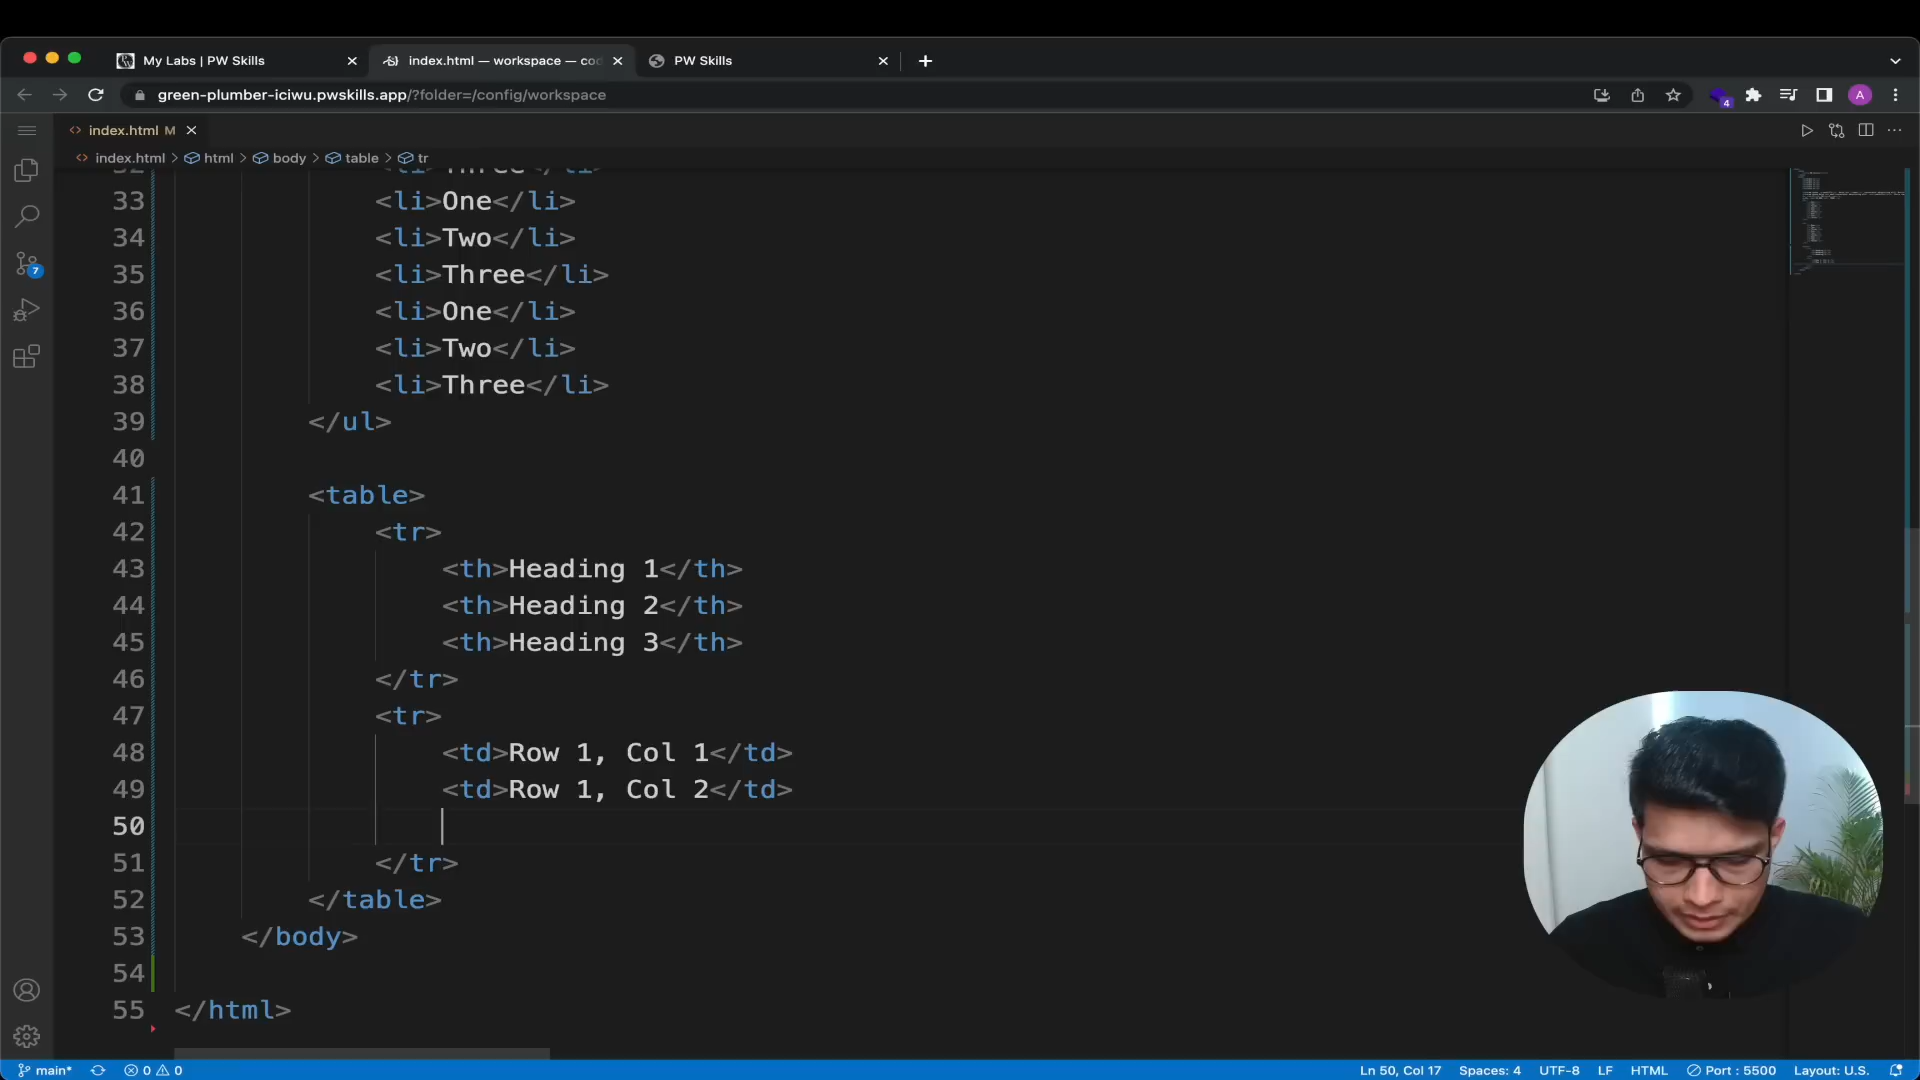 My Labs | PW Skills
index.html — workspace — co
PW Skills
green-plumber-iciwu.pwskills.app/?folder=/config/workspace
4
A
index.html M
index.html > html > body > table > tr
7
32 <li>Three</li>
33 <li>One</li>
34 <li>Two</li>
35 <li>Three</li>
36 <li>One</li>
37 <li>Two</li>
38 <li>Three</li>
39 </ul>
40
41 <table>
42 <tr>
43 <th>Heading 1</th>
44 <th>Heading 2</th>
45 <th>Heading 3</th>
46 </tr>
47 <tr>
48 <td>Row 1, Col 1</td>
49 <td>Row 1, Col 2</td>
50
51 </tr>
52 </table>
53 </body>
54
55 </html>
main* 0 0 Ln 50, Col 17 Spaces: 4 UTF-8 LF HTML Port : 5500 Layout: U.S.